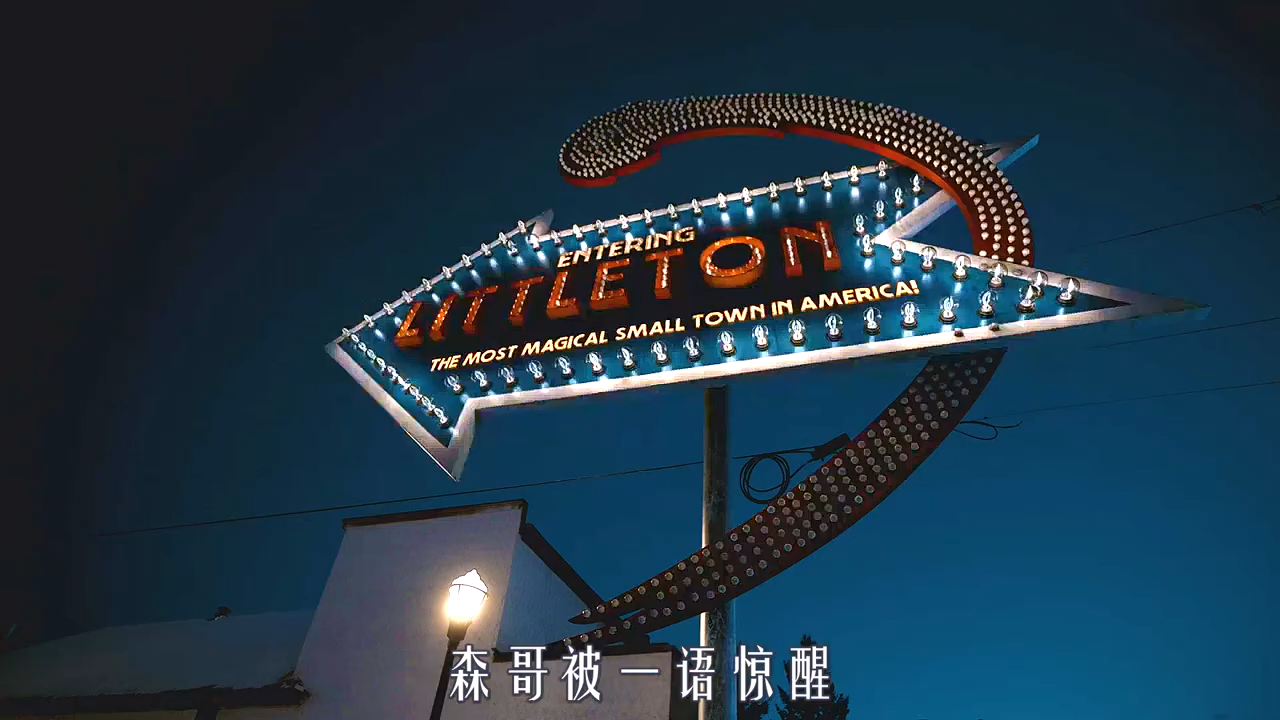 ENTERING
LITTLETON
THE MOST MAGICAL SMALL TOWN IN AMERICA!
森哥被一语惊醒